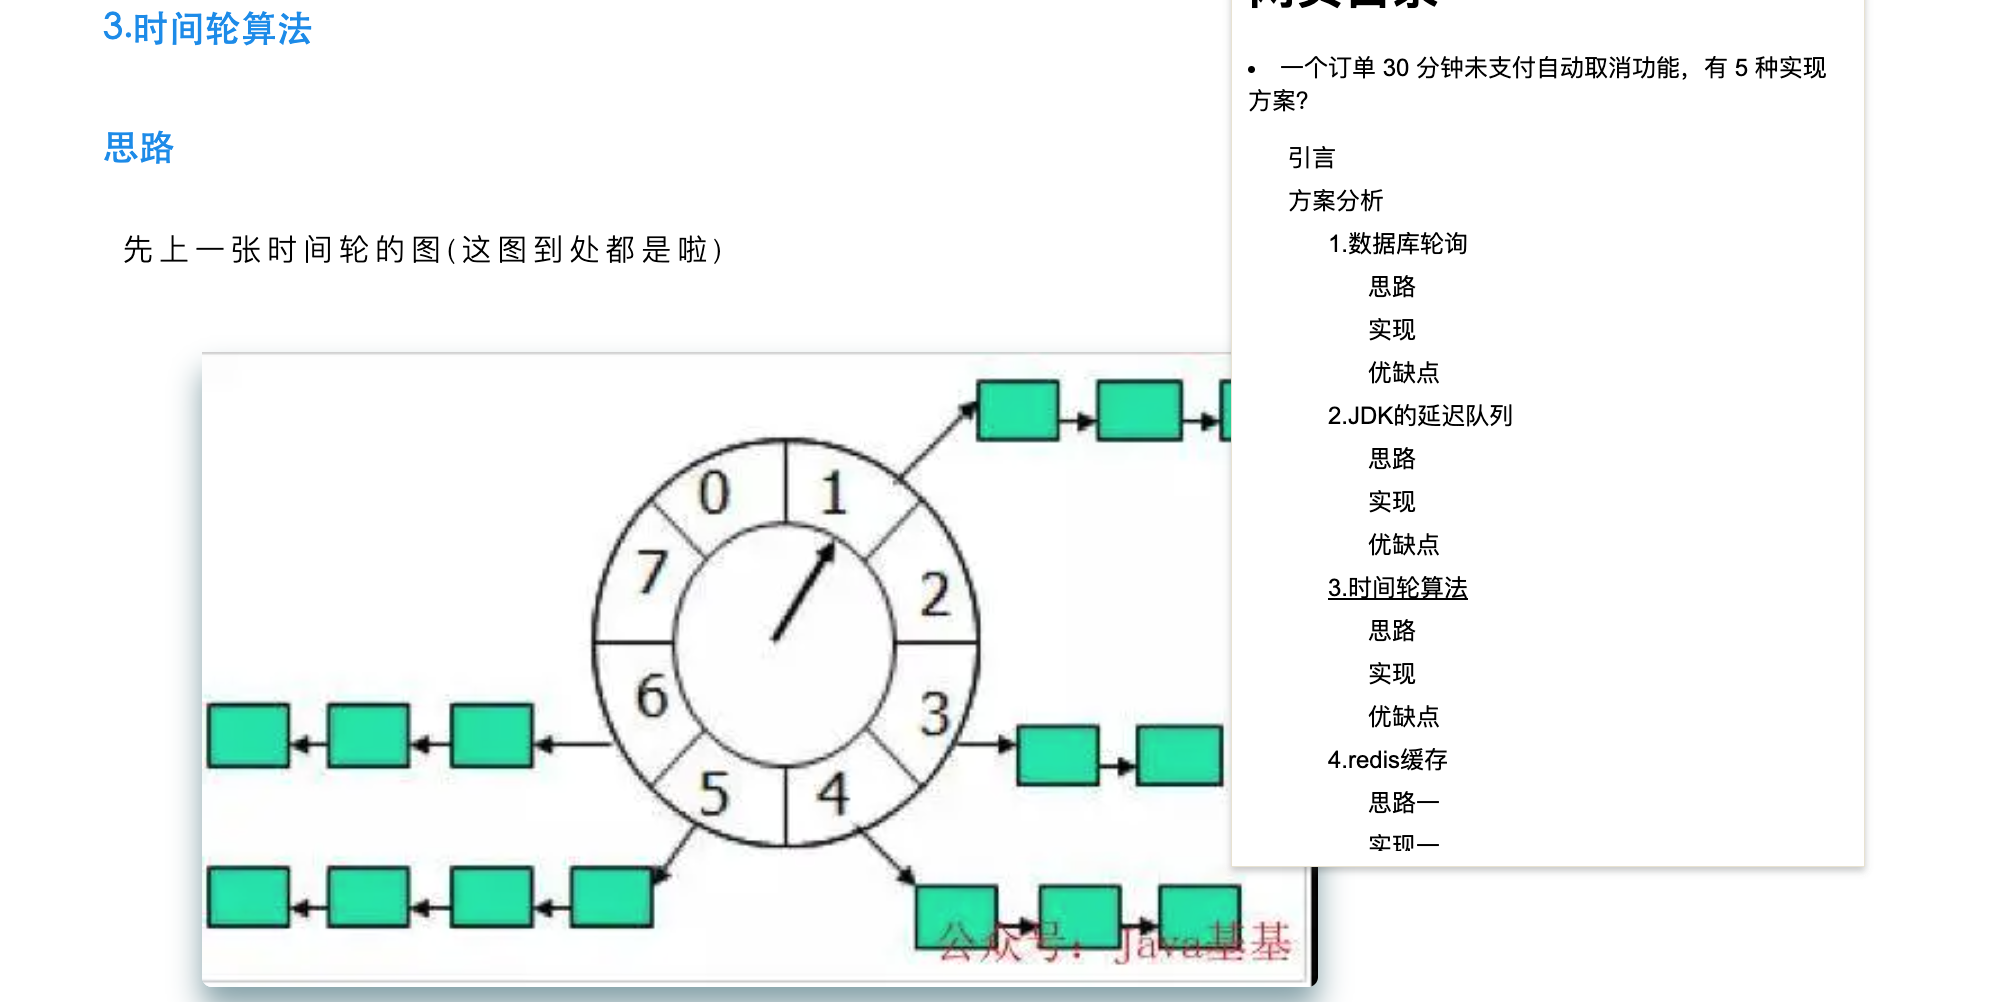 3.时间轮算法
思路
先上一张时间轮的图(这图到处都是啦)
0
1
2
3
4
5
6
7
公众号：Java基基
一个订单 30 分钟未支付自动取消功能，有 5 种实现
方案?
引言
方案分析
1.数据库轮询
思路
实现
优缺点
2.JDK的延迟队列
思路
实现
优缺点
3.时间轮算法
思路
实现
优缺点
4.redis缓存
思路一
实现一